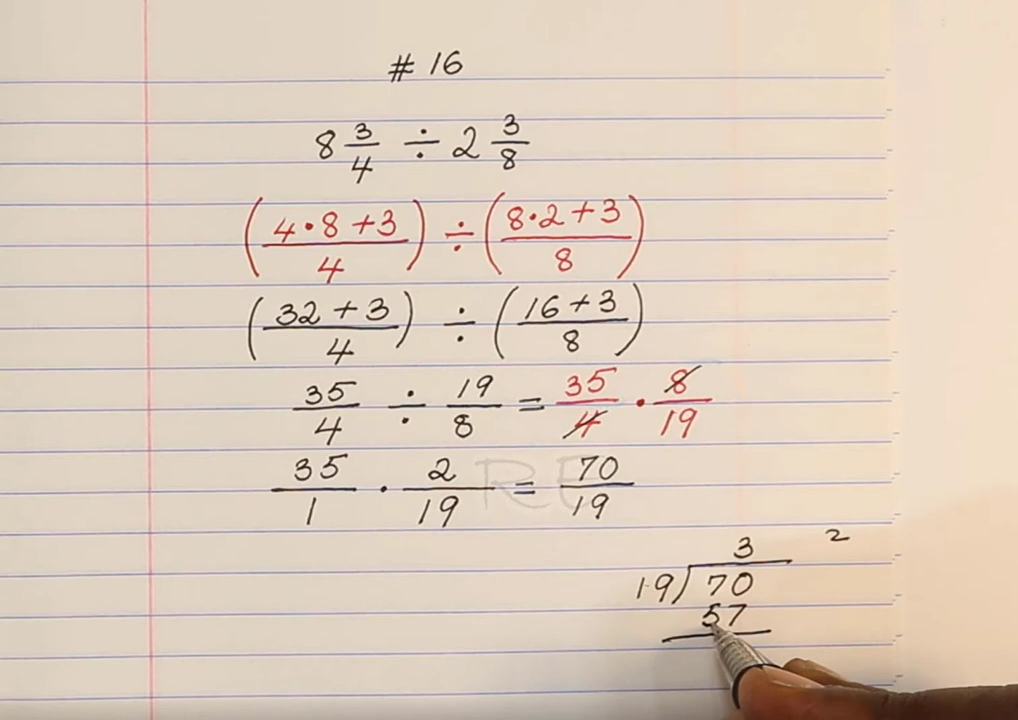 # 16
8 3/4 ÷ 2 3/8
(4·8+3/4) ÷ (8·2+3/8)
(32+3/4) ÷ (16+3/8)
35/4 ÷ 19/8 = 35/4 · 8/19
35/1 · 2/19 = 70/19
3 2
19)70
57